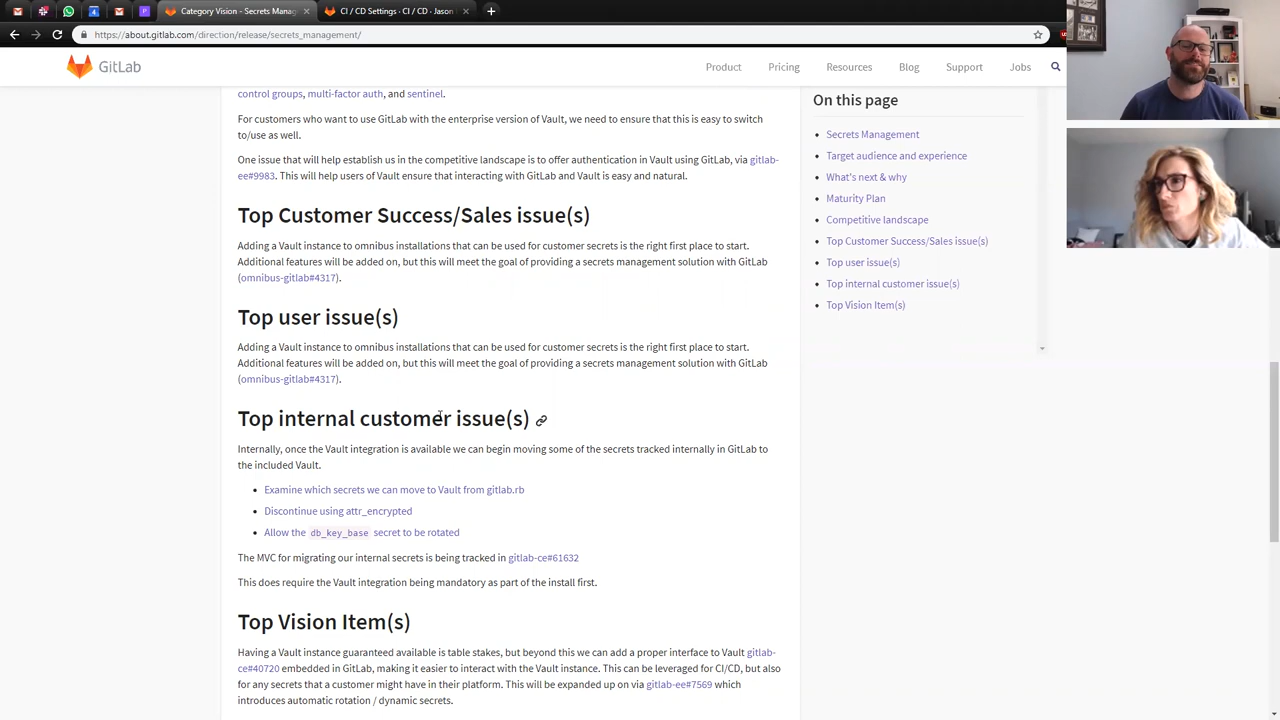 Category Vision - Secrets Mana
CI / CD Settings · CI / CD · Jason
https://about.gitlab.com/direction/release/secrets_management/
GitLab
Product
Pricing
Resources
Blog
Support
Jobs
control groups, multi-factor auth, and sentinel.
For customers who want to use GitLab with the enterprise version of Vault, we need to ensure that this is easy to switch
to/use as well.
One issue that will help establish us in the competitive landscape is to offer authentication in Vault using GitLab, via gitlab-
ee#9983. This will help users of Vault ensure that interacting with GitLab and Vault is easy and natural.
Top Customer Success/Sales issue(s)
Adding a Vault instance to omnibus installations that can be used for customer secrets is the right first place to start.
Additional features will be added on, but this will meet the goal of providing a secrets management solution with GitLab
(omnibus-gitlab#4317).
Top user issue(s)
Adding a Vault instance to omnibus installations that can be used for customer secrets is the right first place to start.
Additional features will be added on, but this will meet the goal of providing a secrets management solution with GitLab
(omnibus-gitlab#4317).
Top internal customer issue(s)
Internally, once the Vault integration is available we can begin moving some of the secrets tracked internally in GitLab to
the included Vault.
• Examine which secrets we can move to Vault from gitlab.rb
• Discontinue using attr_encrypted
• Allow the db_key_base secret to be rotated
The MVC for migrating our internal secrets is being tracked in gitlab-ce#61632
This does require the Vault integration being mandatory as part of the install first.
Top Vision Item(s)
Having a Vault instance guaranteed available is table stakes, but beyond this we can add a proper interface to Vault gitlab-
ce#40720 embedded in GitLab, making it easier to interact with the Vault instance. This can be leveraged for CI/CD, but also
for any secrets that a customer might have in their platform. This will be expanded up on via gitlab-ee#7569 which
introduces automatic rotation / dynamic secrets.
On this page
• Secrets Management
• Target audience and experience
• What's next & why
• Maturity Plan
• Competitive landscape
• Top Customer Success/Sales issue(s)
• Top user issue(s)
• Top internal customer issue(s)
• Top Vision Item(s)